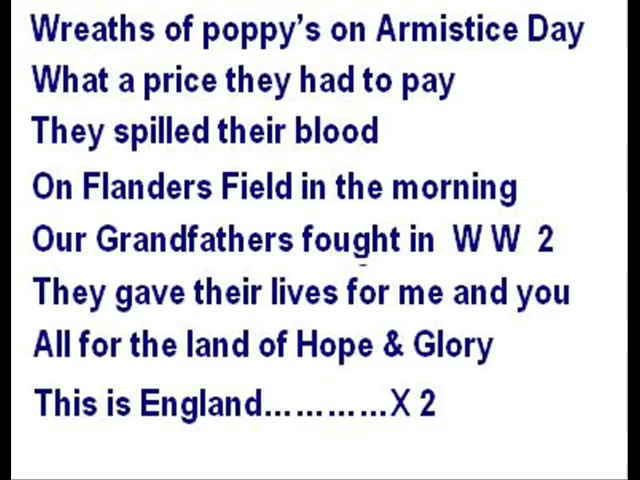 Wreaths of poppy's on Armistice Day
What a price they had to pay
They spilled their blood
On Flanders Field in the morning
Our Grandfathers fought in W W 2
They gave their lives for me and you
All for the land of Hope & Glory
This is England…………X 2